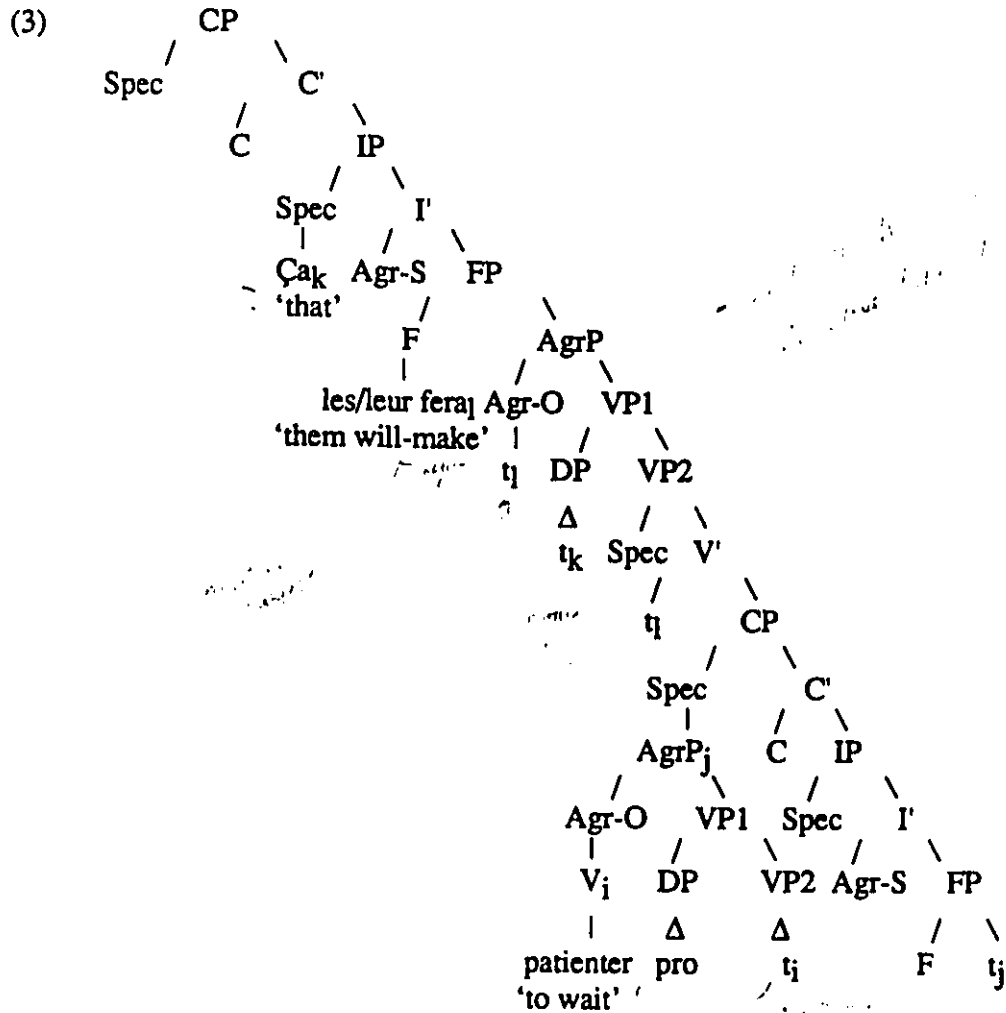 (3) CP
Spec C'
C IP
Spec I'
Çak Agr-S FP
'that'
F AgrP
les/leur feral Agr-O VP1
'them will-make'
tl DP VP2
Δ
tk Spec V'
tl CP
Spec C'
AgrPj C IP
Agr-O VP1 Spec I'
Vi DP VP2 Agr-S FP
Δ Δ
patienter pro ti F tj
'to wait'